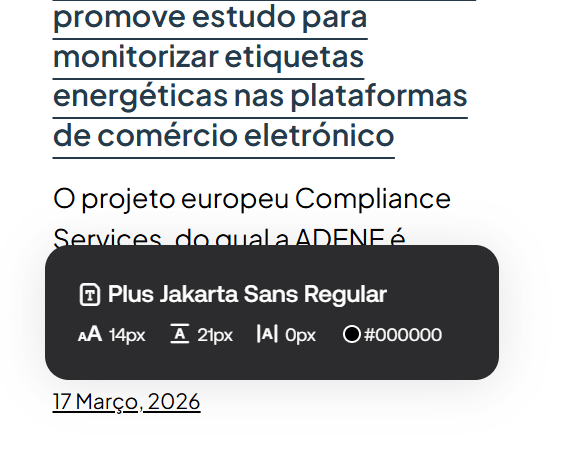 promove estudo para
monitorizar etiquetas
energéticas nas plataformas
de comércio eletrónico
O projeto europeu Compliance
Services, do qual a ADENE é
Plus Jakarta Sans Regular
AA 14px A 21px |A| 0px #000000
17 Março, 2026